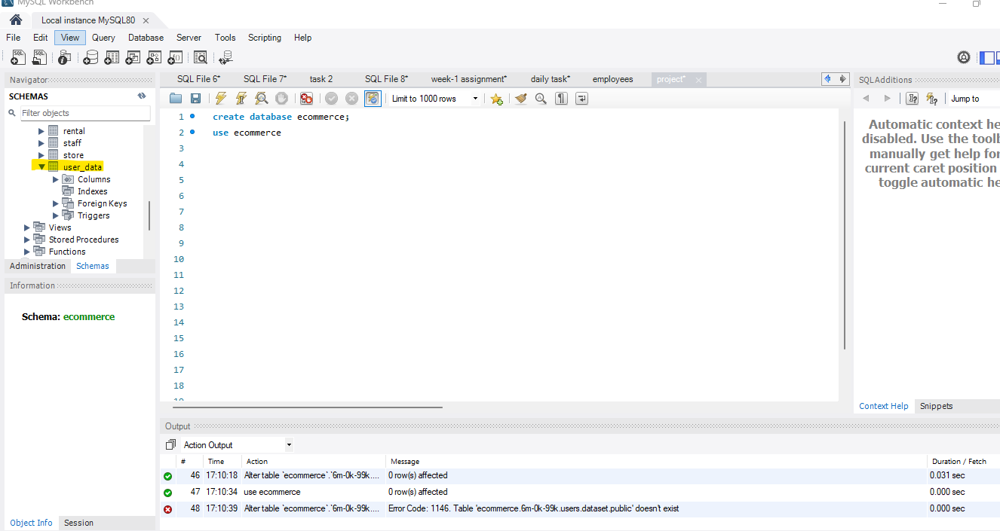 MySQL Workbench
Local instance MySQL80
File Edit View Query Database Server Tools Scripting Help
Navigator
SCHEMAS
Filter objects
rental
staff
store
user_data
Columns
Indexes
Foreign Keys
Triggers
Views
Stored Procedures
Functions
Administration Schemas
Information
Schema: ecommerce
Object Info Session
SQL File 6* SQL File 7* task 2 SQL File 8* week-1 assignment* daily task* employees project*
Limit to 1000 rows
1 create database ecommerce;
2 use ecommerce
3
4
5
6
7
8
9
10
11
12
13
14
15
16
17
18
19
SQLAdditions
Jump to
Automatic context he
disabled. Use the toolb
manually get help for
current caret position
toggle automatic he
Context Help Snippets
Output
Action Output
# Time Action Message Duration / Fetch
46 17:10:18 Alter table `ecommerce`.`6m-0k-99k.... 0 row(s) affected 0.031 sec
47 17:10:34 use ecommerce 0 row(s) affected 0.000 sec
48 17:10:39 Alter table `ecommerce`.`6m-0k-99k.... Error Code: 1146. Table 'ecommerce.6m-0k-99k.users.dataset.public' doesn't exist 0.000 sec